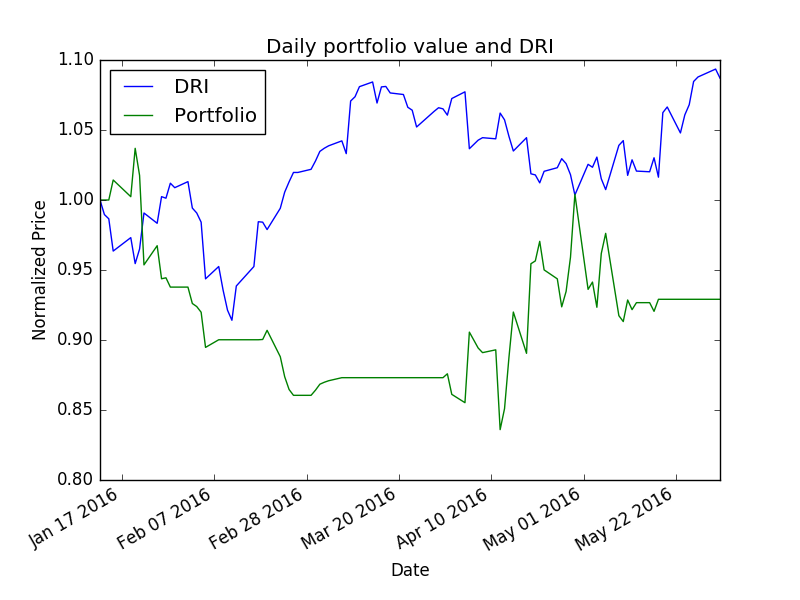 Daily portfolio value and DRI
DRI
Portfolio
1.10
1.05
1.00
0.95
0.90
0.85
0.80
Normalized Price
Jan 17 2016
Feb 07 2016
Feb 28 2016
Mar 20 2016
Apr 10 2016
May 01 2016
May 22 2016
Date